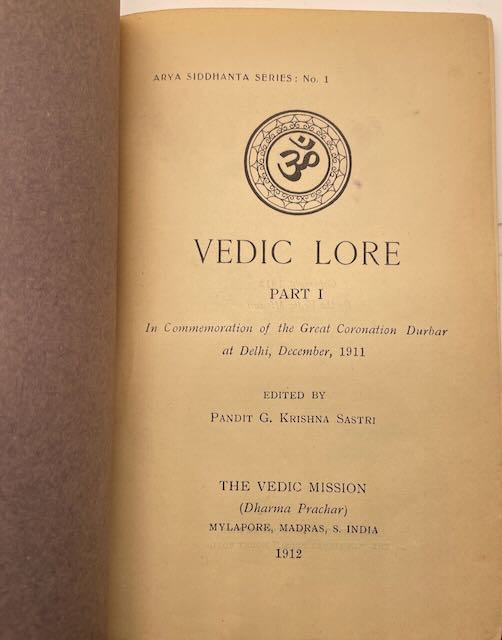 ARYA SIDDHANTA SERIES: No. 1
ॐ
VEDIC LORE
PART I
In Commemoration of the Great Coronation Durbar
at Delhi, December, 1911
EDITED BY
PANDIT G. KRISHNA SASTRI
THE VEDIC MISSION
(Dharma Prachar)
MYLAPORE, MADRAS, S. INDIA
1912